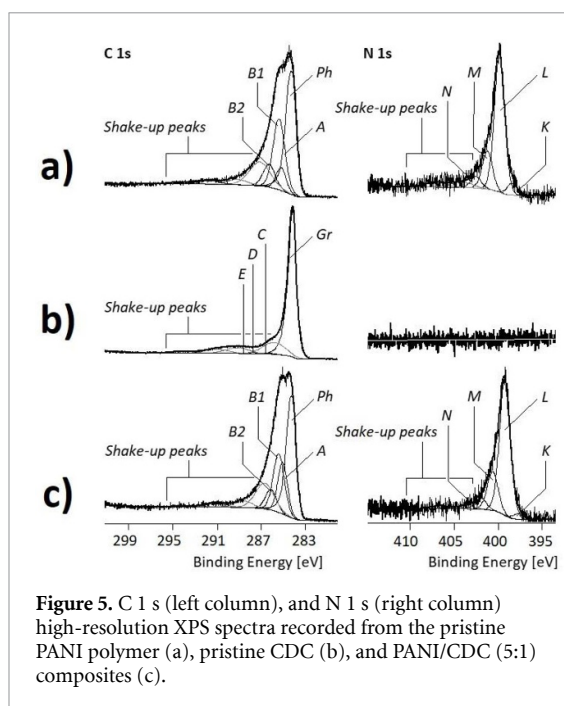 C 1s
N 1s
B1
Ph
B2
A
Shake-up peaks
M
L
Shake-up peaks
N
K
a)
C
Gr
D
E
Shake-up peaks
b)
B1
Ph
B2
A
Shake-up peaks
M
L
N
Shake-up peaks
K
c)
299 295 291 287 283
Binding Energy [eV]
410 405 400 395
Binding Energy [eV]
Figure 5. C 1 s (left column), and N 1 s (right column)
high-resolution XPS spectra recorded from the pristine
PANI polymer (a), pristine CDC (b), and PANI/CDC (5:1)
composites (c).